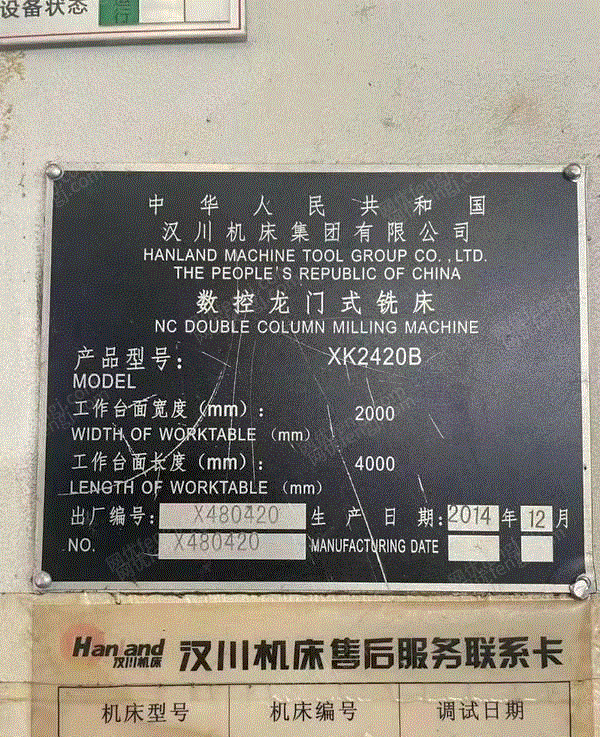 设备状态
运行
中华人民共和国
汉川机床集团有限公司
HANLAND MACHINE TOOL GROUP CO.,LTD.
THE PEOPLE'S REPUBLIC OF CHINA
数控龙门式铣床
NC DOUBLE COLUMN MILLING MACHINE
产品型号： XK2420B
MODEL
工作台面宽度（mm）： 2000
WIDTH OF WORKTABLE （mm）
工作台面长度（mm）： 4000
LENGTH OF WORKTABLE （mm）
出厂编号： X480420 生产日期： 2014 年 12 月
NO. X480420 MANUFACTURING DATE
Hanland 汉川机床 汉川机床售后服务联系卡
机床型号 机床编号 调试日期